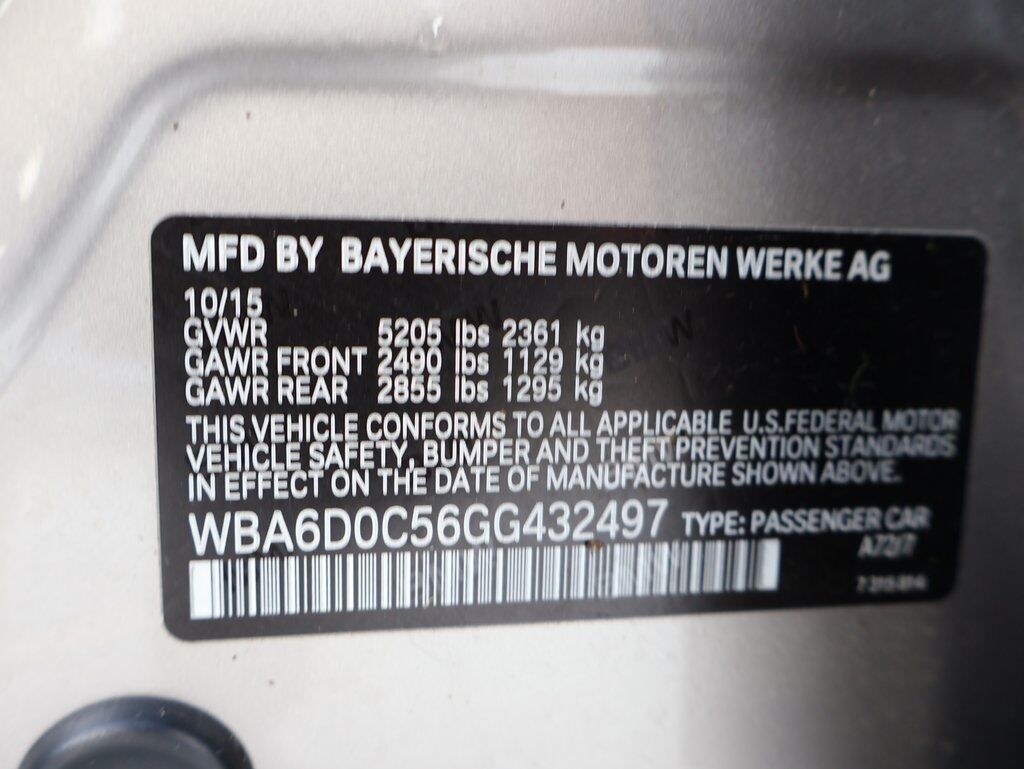 MFD BY BAYERISCHE MOTOREN WERKE AG
10/15
GVWR 5205 lbs 2361 kg
GAWR FRONT 2490 lbs 1129 kg
GAWR REAR 2855 lbs 1295 kg
THIS VEHICLE CONFORMS TO ALL APPLICABLE U.S.FEDERAL MOTOR
VEHICLE SAFETY, BUMPER AND THEFT PREVENTION STANDARDS
IN EFFECT ON THE DATE OF MANUFACTURE SHOWN ABOVE.
WBA6D0C56GG432497 TYPE: PASSENGER CAR